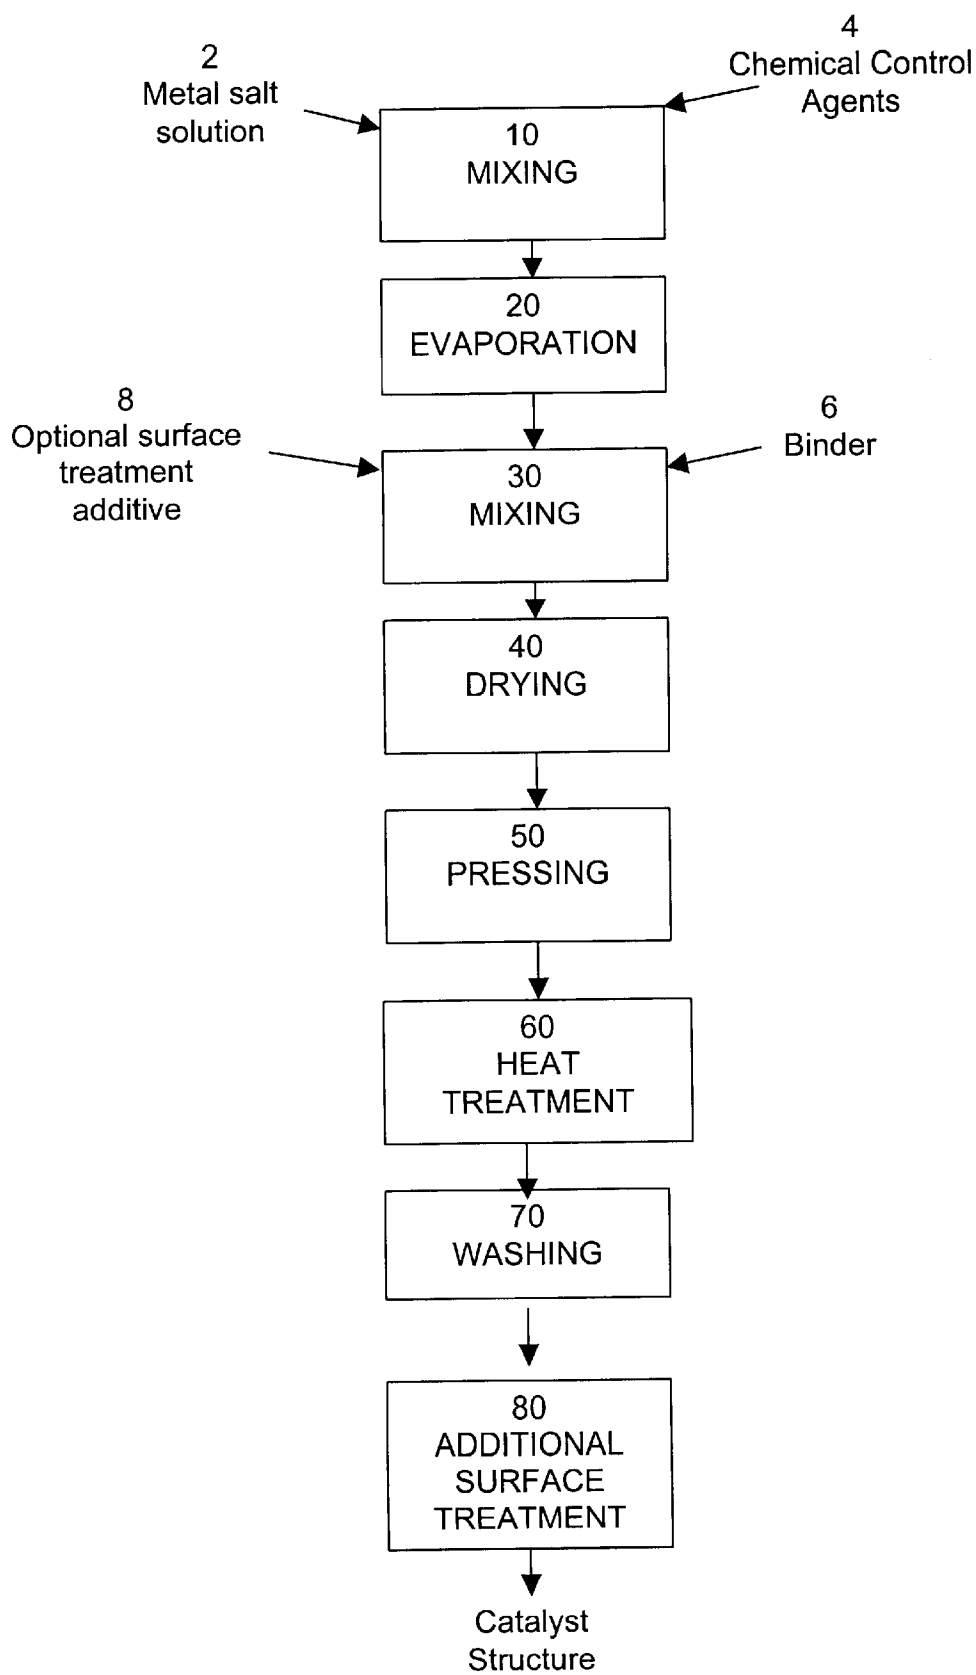 2
Metal salt
solution
4
Chemical Control
Agents
10
MIXING
20
EVAPORATION
8
Optional surface
treatment
additive
6
Binder
30
MIXING
40
DRYING
50
PRESSING
60
HEAT
TREATMENT
70
WASHING
80
ADDITIONAL
SURFACE
TREATMENT
Catalyst
Structure